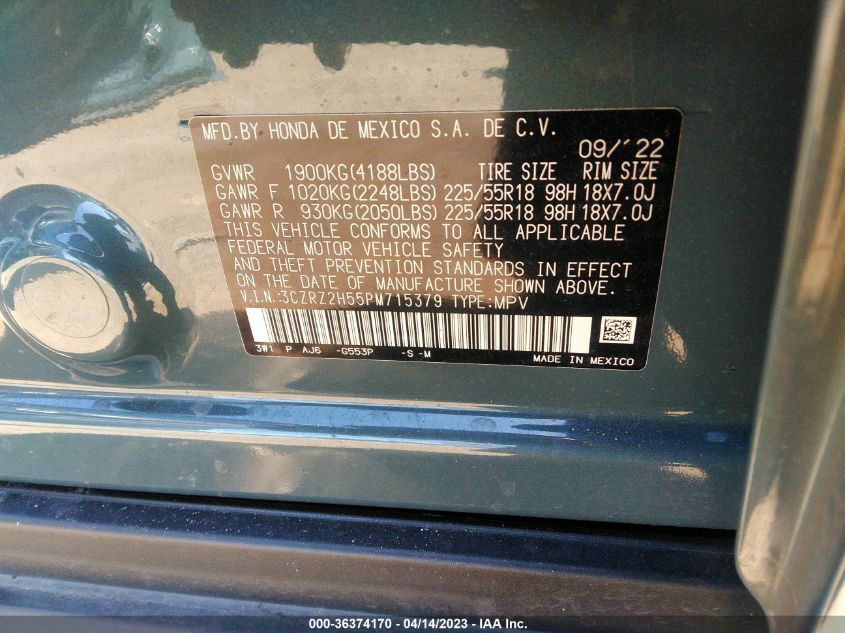 MFD.BY HONDA DE MEXICO S.A. DE C.V.
09/´22
GVWR 1900KG(4188LBS) TIRE SIZE RIM SIZE
GAWR F 1020KG(2248LBS) 225/55R18 98H 18X7.0J
GAWR R 930KG(2050LBS) 225/55R18 98H 18X7.0J
THIS VEHICLE CONFORMS TO ALL APPLICABLE
FEDERAL MOTOR VEHICLE SAFETY
AND THEFT PREVENTION STANDARDS IN EFFECT
ON THE DATE OF MANUFACTURE SHOWN ABOVE.
V.I.N.:3CZRZ2H55PM715379 TYPE:MPV
3W1 P AJ6 -G553P -S -M
MADE IN MEXICO
000-36374170 - 04/14/2023 - IAA Inc.